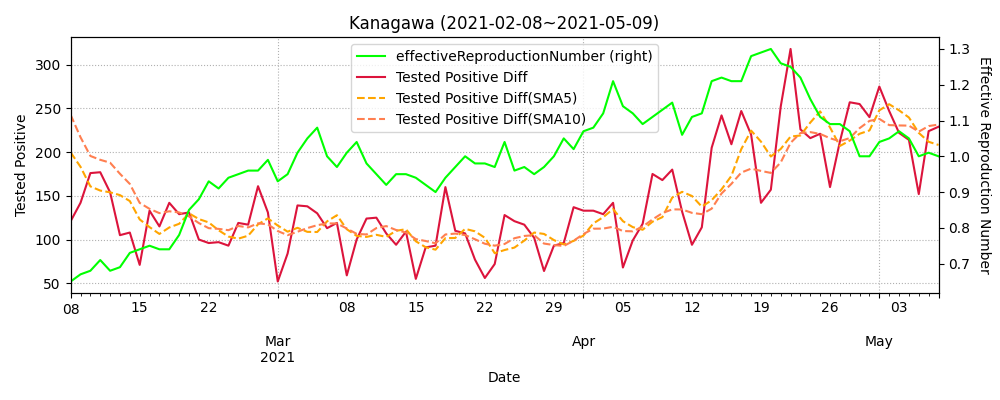 Kanagawa (2021-02-08~2021-05-09)
effectiveReproductionNumber (right)
Tested Positive Diff
Tested Positive Diff(SMA5)
Tested Positive Diff(SMA10)
Tested Positive
300
250
200
150
100
50
1.3
1.2
1.1
1.0
0.9
0.8
0.7
Effective Reproduction Number
08 15 22 08 15 22 29 05 12 19 26 03
Mar Apr May
2021
Date